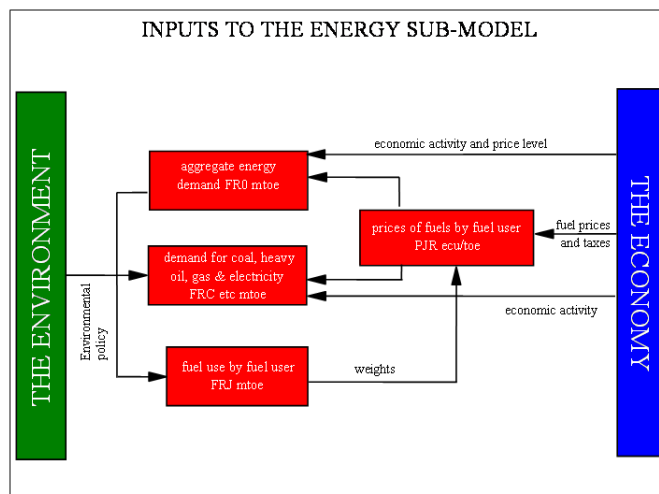 INPUTS TO THE ENERGY SUB-MODEL
THE ENVIRONMENT
economic activity and price level
aggregate energy
demand FR0 mtoe
prices of fuels by fuel user
PJR ecu/toe
fuel prices
and taxes
demand for coal, heavy
oil, gas & electricity
FRC etc mtoe
economic activity
Environmental
policy
fuel use by fuel user
FRJ mtoe
weights
THE ECONOMY